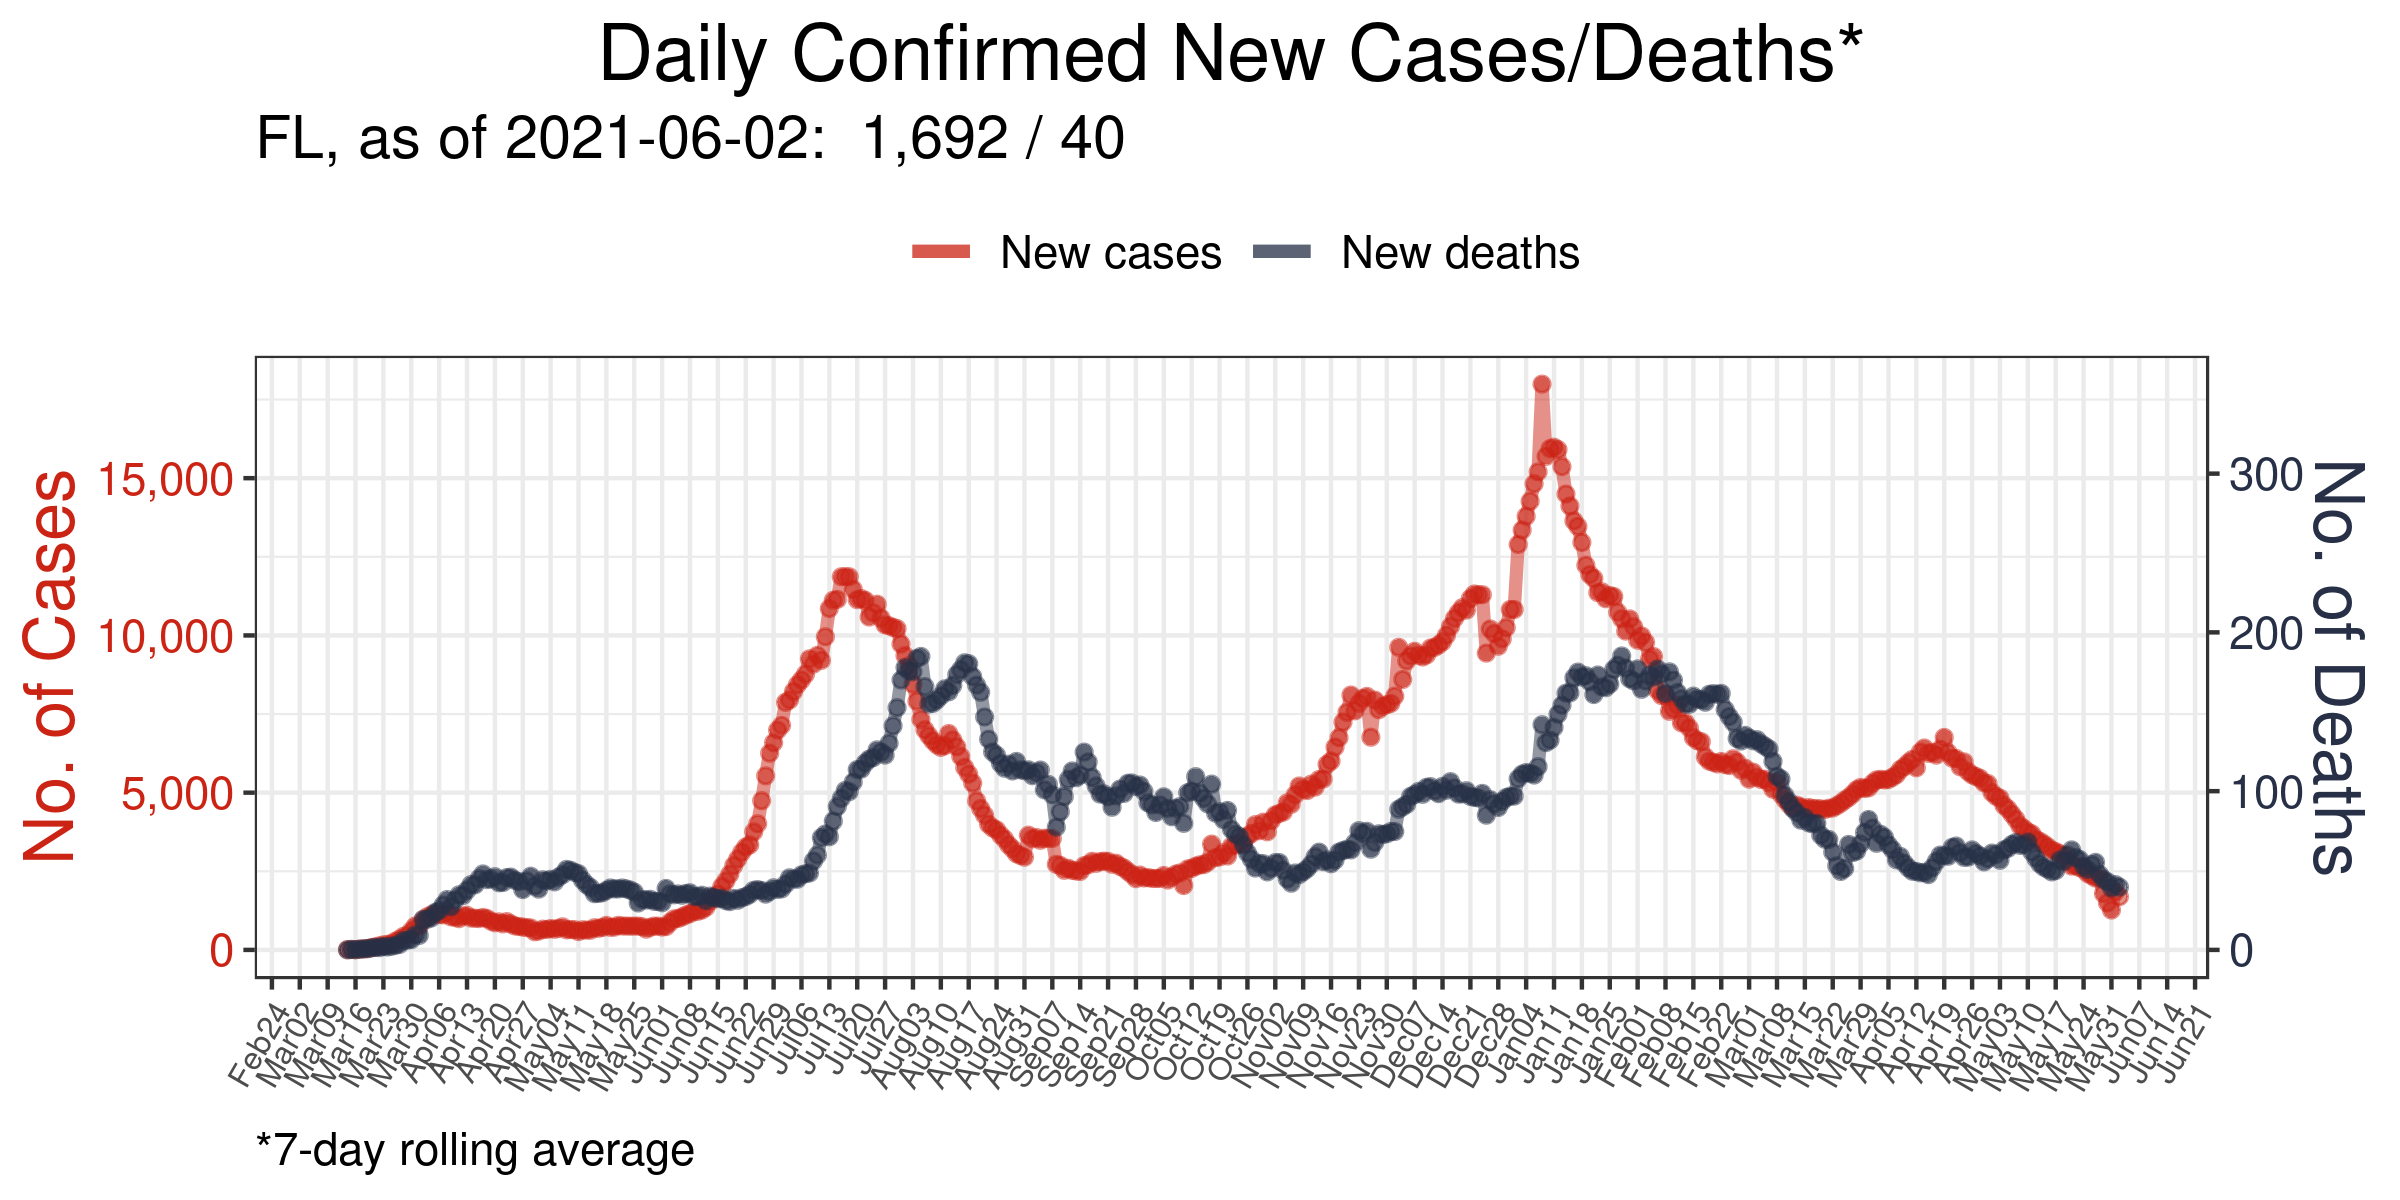 Daily Confirmed New Cases/Deaths*
FL, as of 2021-06-02:  1,692 / 40
New cases
New deaths
No. of Cases
15,000
10,000
5,000
0
300
200
100
0
No. of Deaths
Feb24
Mar02
Mar09
Mar16
Mar23
Mar30
Apr06
Apr13
Apr20
Apr27
May04
May11
May18
May25
Jun01
Jun08
Jun15
Jun22
Jun29
Jul06
Jul13
Jul20
Jul27
Aug03
Aug10
Aug17
Aug24
Aug31
Sep07
Sep14
Sep21
Sep28
Oct05
Oct12
Oct19
Oct26
Nov02
Nov09
Nov16
Nov23
Nov30
Dec07
Dec14
Dec21
Dec28
Jan04
Jan11
Jan18
Jan25
Feb01
Feb08
Feb15
Feb22
Mar01
Mar08
Mar15
Mar22
Mar29
Apr05
Apr12
Apr19
Apr26
May03
May10
May17
May24
May31
Jun07
Jun14
Jun21
*7-day rolling average